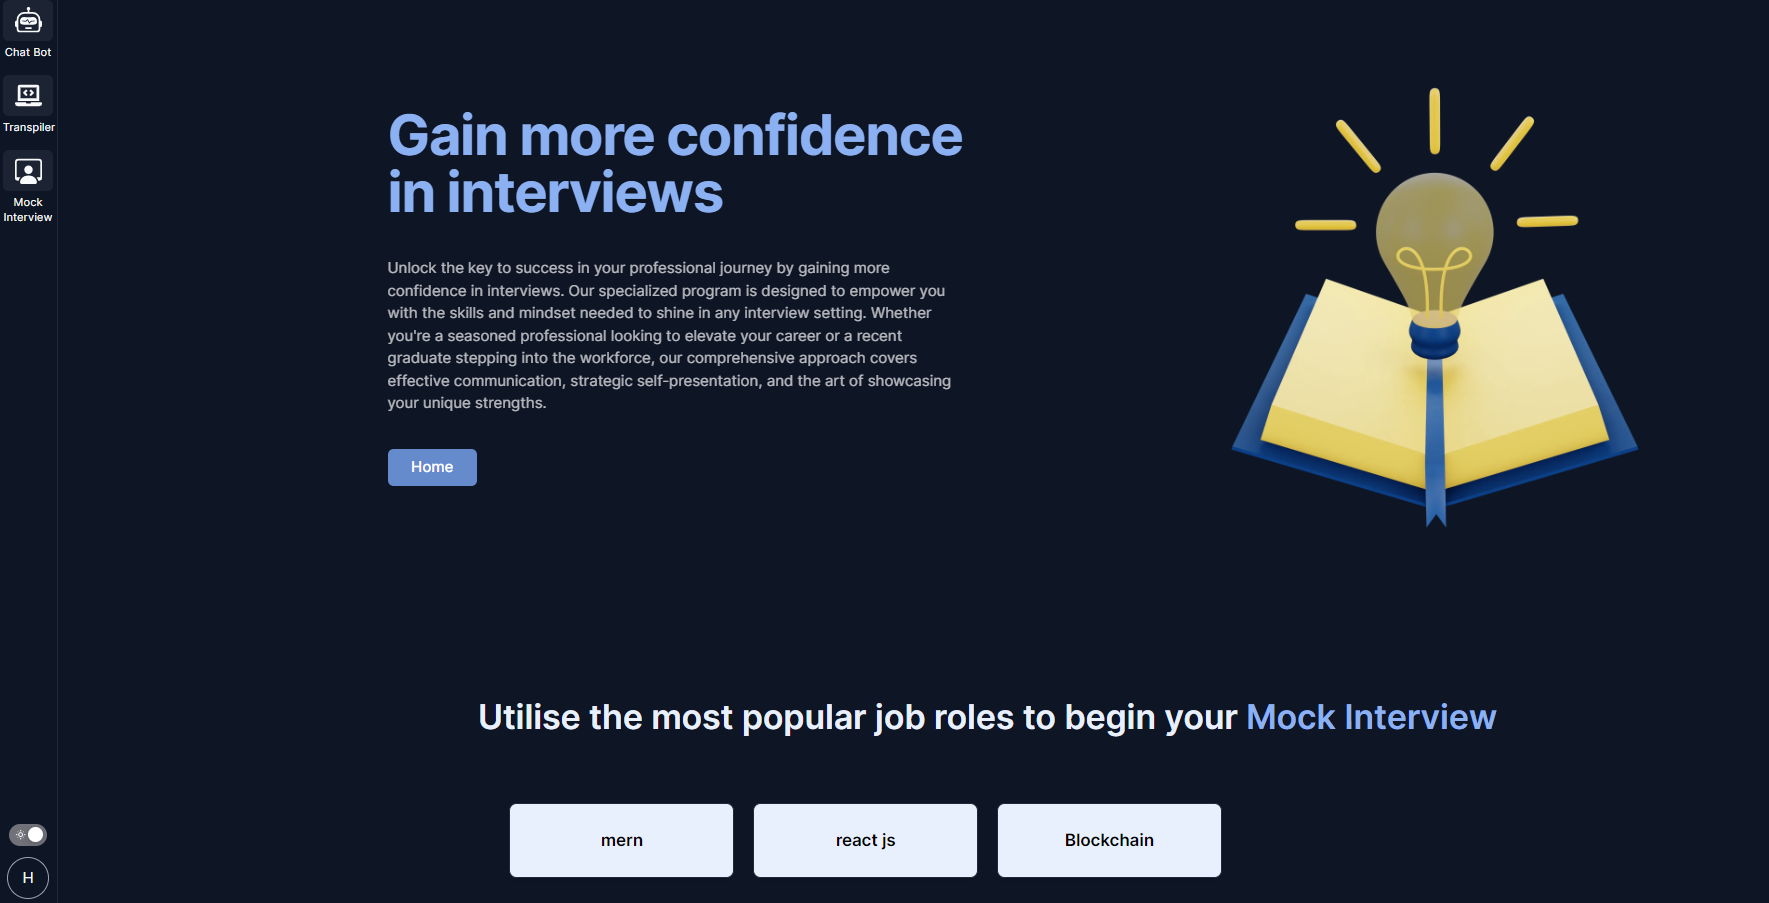 Chat Bot
Transpiler
Mock
Interview
H
Gain more confidence
in interviews
Unlock the key to success in your professional journey by gaining more
confidence in interviews. Our specialized program is designed to empower you
with the skills and mindset needed to shine in any interview setting. Whether
you're a seasoned professional looking to elevate your career or a recent
graduate stepping into the workforce, our comprehensive approach covers
effective communication, strategic self-presentation, and the art of showcasing
your unique strengths.
Home
Utilise the most popular job roles to begin your Mock Interview
mern
react js
Blockchain